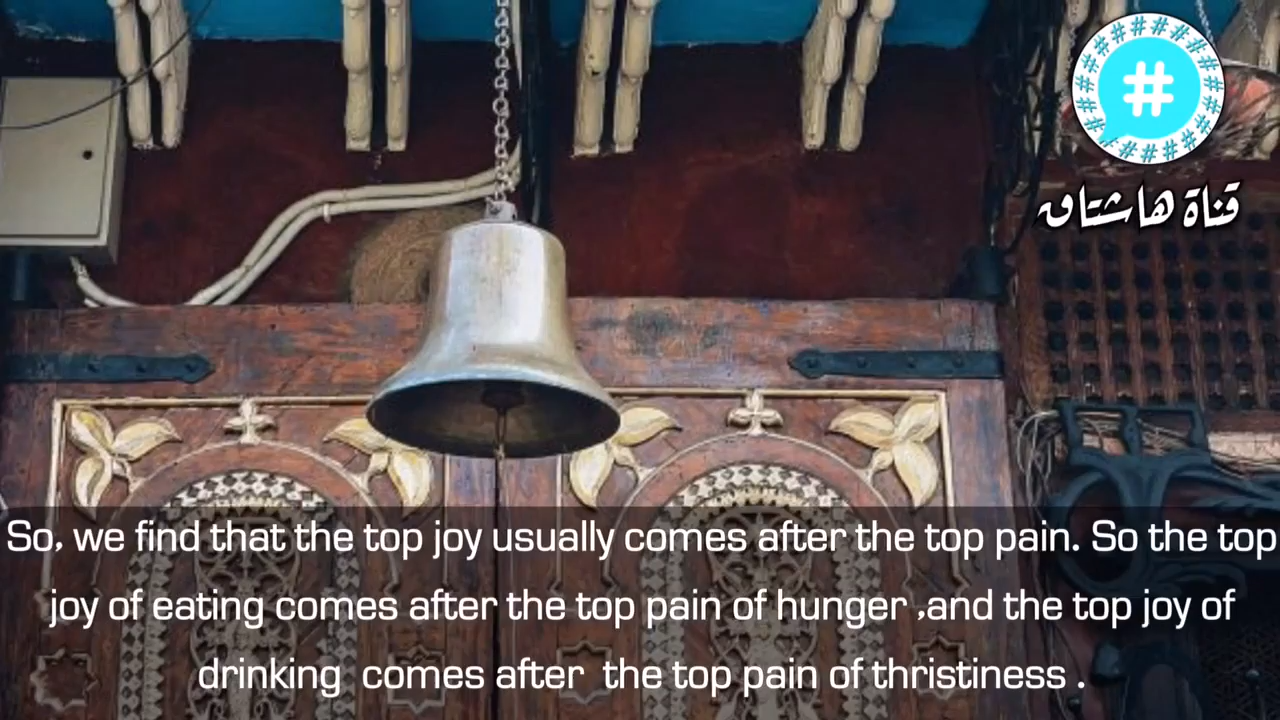 #
قناة هاشتاق
So, we find that the top joy usually comes after the top pain. So the top
joy of eating comes after the top pain of hunger ,and the top joy of
drinking  comes after  the top pain of thristiness .